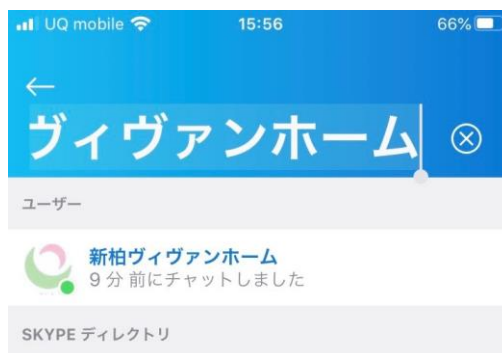 UQ mobile 15:56 66%
ヴィヴァンホーム
ユーザー
新柏ヴィヴァンホーム
9 分 前にチャットしました
SKYPE ディレクトリ